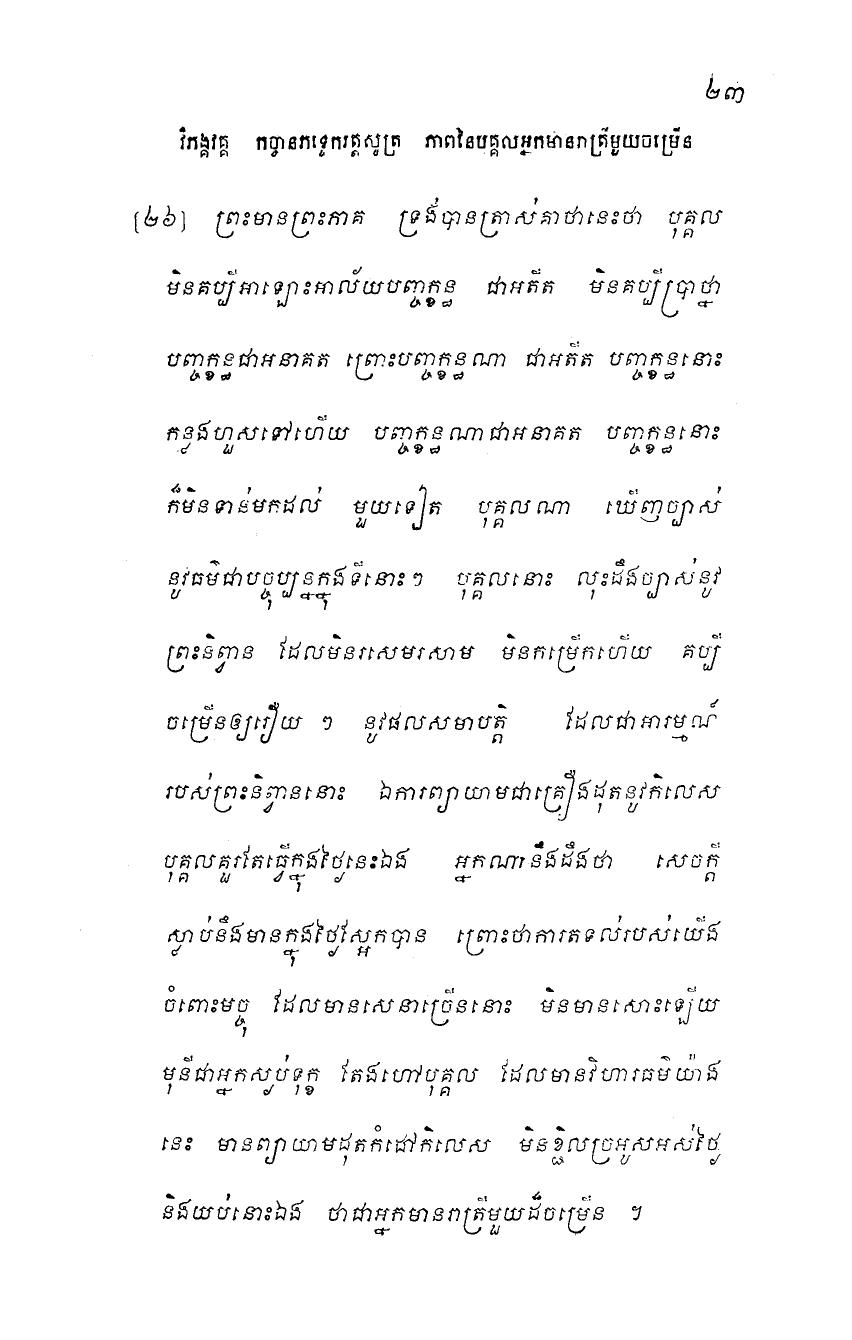 ២៣
វិភង្គវគ្គ កច្ចានភទ្ទេករត្តសូត្រ ភាពនៃបុគ្គលអ្នកមានរាត្រីមួយចម្រើន
[២៦] ព្រះមានព្រះភាគ ទ្រង់បានត្រាស់គាថានេះថា បុគ្គល
មិនគប្បីអាឡោះអាល័យបញ្ចក្ខន្ធ ជាអតីត មិនគប្បីប្រាថ្នា
បញ្ចក្ខន្ធជាអនាគត ព្រោះបញ្ចក្ខន្ធណា ជាអតីត បញ្ចក្ខន្ធនោះ
កន្លងហួសទៅហើយ បញ្ចក្ខន្ធណាជាអនាគត បញ្ចក្ខន្ធនោះ
ក៏មិនទាន់មកដល់ មួយទៀត បុគ្គលណា ឃើញច្បាស់
នូវធម៌ជាបច្ចុប្បន្នក្នុងទីនោះៗ បុគ្គលនោះ លុះដឹងច្បាស់នូវ
ព្រះនិព្វាន ដែលមិនរសេមរសាម មិនកម្រើកហើយ គប្បី
ចម្រើនឲ្យរឿយ ៗ នូវផលសមាបត្តិ ដែលជាអារម្មណ៍
របស់ព្រះនិព្វាននោះ ឯការព្យាយាមជាគ្រឿងដុតនូវកិលេស
បុគ្គលគួរតែធ្វើក្នុងថ្ងៃនេះឯង អ្នកណានឹងដឹងថា សេចក្តី
ស្លាប់នឹងមានក្នុងថ្ងៃស្អែកបាន ព្រោះថាការតទល់របស់យើង
ចំពោះមច្ចុ ដែលមានសេនាច្រើននោះ មិនមានសោះឡើយ
មុនីជាអ្នកស្ងប់ទុក្ខ តែងហៅបុគ្គល ដែលមានវិហារធម៌យ៉ាង
នេះ មានព្យាយាមដុតកំដៅកិលេស មិនខ្ជិលច្រអូសអស់ថ្ងៃ
និងយប់នោះឯង ថាជាអ្នកមានរាត្រីមួយដ៏ចម្រើន ។